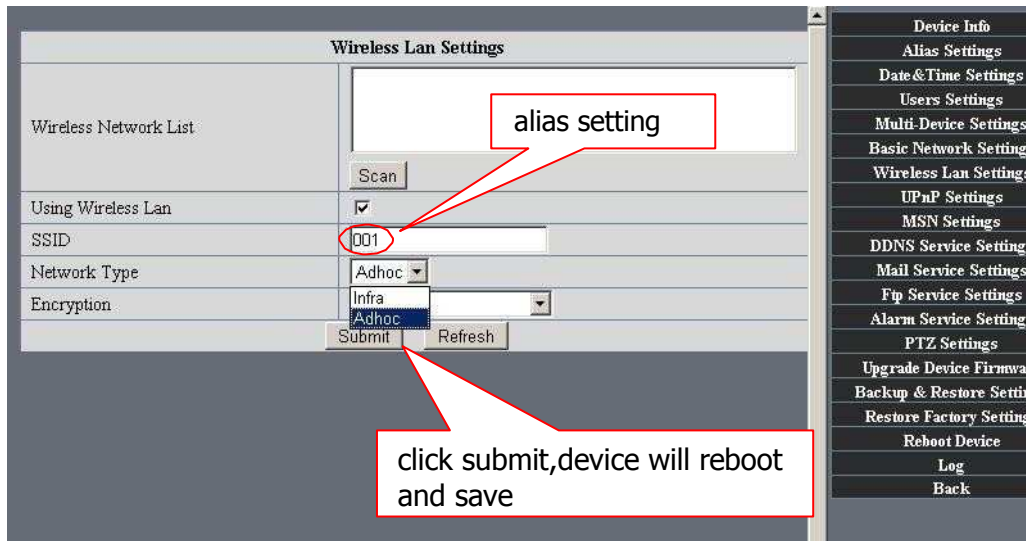 Wireless Lan Settings
Wireless Network List
alias setting
Scan
Using Wireless Lan
SSID
001
Network Type
Adhoc
Infra
Adhoc
Encryption
Submit
Refresh
click submit,device will reboot
and save
Device Info
Alias Settings
Date&Time Settings
Users Settings
Multi-Device Settings
Basic Network Setting
Wireless Lan Settings
UPnP Settings
MSN Settings
DDNS Service Setting
Mail Service Settings
Ftp Service Settings
Alarm Service Setting
PTZ Settings
Upgrade Device Firmwa
Backup & Restore Settin
Restore Factory Setting
Reboot Device
Log
Back